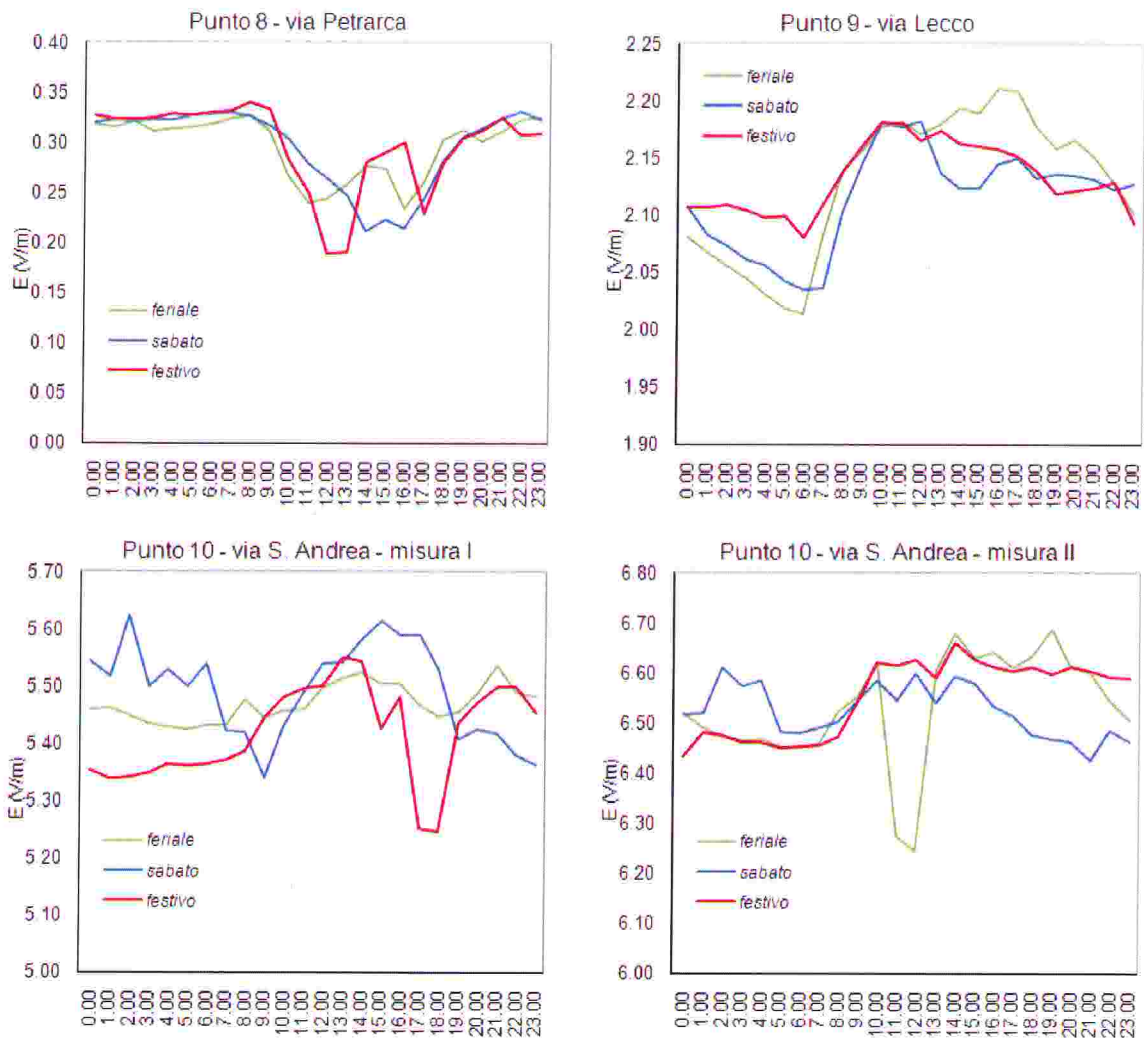 Punto 8 - via Petrarca
0.40
0.35
0.30
0.25
0.20
0.15
0.10
0.05
0.00
E (V/m)
feriale
sabato
festivo
0.00 1.00 2.00 3.00 4.00 5.00 6.00 7.00 8.00 9.00 10.00 11.00 12.00 13.00 14.00 15.00 16.00 17.00 18.00 19.00 20.00 21.00 22.00 23.00
Punto 9 - via Lecco
2.25
2.20
2.15
2.10
2.05
2.00
1.95
1.90
E (V/m)
feriale
sabato
festivo
0.00 1.00 2.00 3.00 4.00 5.00 6.00 7.00 8.00 9.00 10.00 11.00 12.00 13.00 14.00 15.00 16.00 17.00 18.00 19.00 20.00 21.00 22.00 23.00
Punto 10 - via S. Andrea - misura I
5.70
5.60
5.50
5.40
5.30
5.20
5.10
5.00
E (V/m)
feriale
sabato
festivo
0.00 1.00 2.00 3.00 4.00 5.00 6.00 7.00 8.00 9.00 10.00 11.00 12.00 13.00 14.00 15.00 16.00 17.00 18.00 19.00 20.00 21.00 22.00 23.00
Punto 10 - via S. Andrea - misura II
6.80
6.70
6.60
6.50
6.40
6.30
6.20
6.10
6.00
E (V/m)
feriale
sabato
festivo
0.00 1.00 2.00 3.00 4.00 5.00 6.00 7.00 8.00 9.00 10.00 11.00 12.00 13.00 14.00 15.00 16.00 17.00 18.00 19.00 20.00 21.00 22.00 23.00